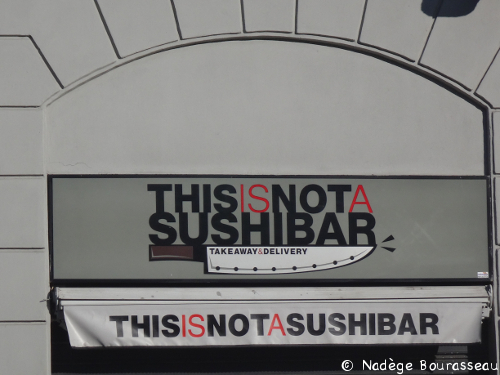 THISISNOTA
SUSHIBAR
TAKEAWAY&DELIVERY
THISISNOTASUSHIBAR
© Nadège Bourasseau